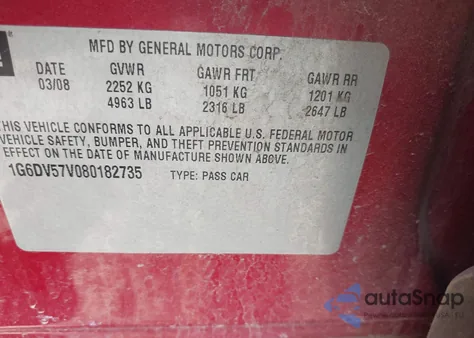 MFD BY GENERAL MOTORS CORP.
DATE GVWR GAWR FRT GAWR RR
03/08 2252 KG 1051 KG 1201 KG
4963 LB 2316 LB 2647 LB
THIS VEHICLE CONFORMS TO ALL APPLICABLE U.S. FEDERAL MOTOR
VEHICLE SAFETY, BUMPER, AND THEFT PREVENTION STANDARDS IN
EFFECT ON THE DATE OF MANUFACTURE SHOWN ABOVE.
1G6DV57V080182735 TYPE: PASS CAR
autoSnap